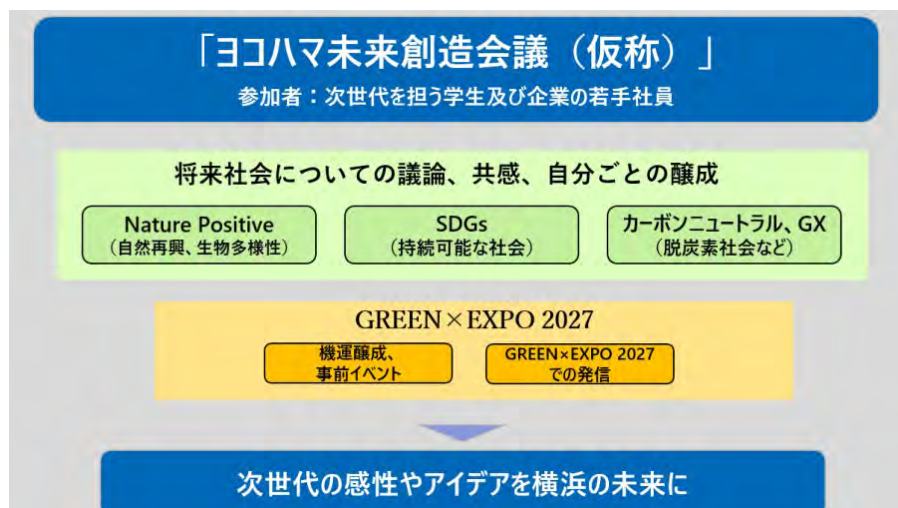 「ヨコハマ未来創造会議（仮称）」
参加者：次世代を担う学生及び企業の若手社員
将来社会についての議論、共感、自分ごとの醸成
Nature Positive
（自然再興、生物多様性）
SDGs
（持続可能な社会）
カーボンニュートラル、GX
（脱炭素社会など）
GREEN×EXPO 2027
機運醸成、
事前イベント
GREEN×EXPO 2027
での発信
次世代の感性やアイデアを横浜の未来に